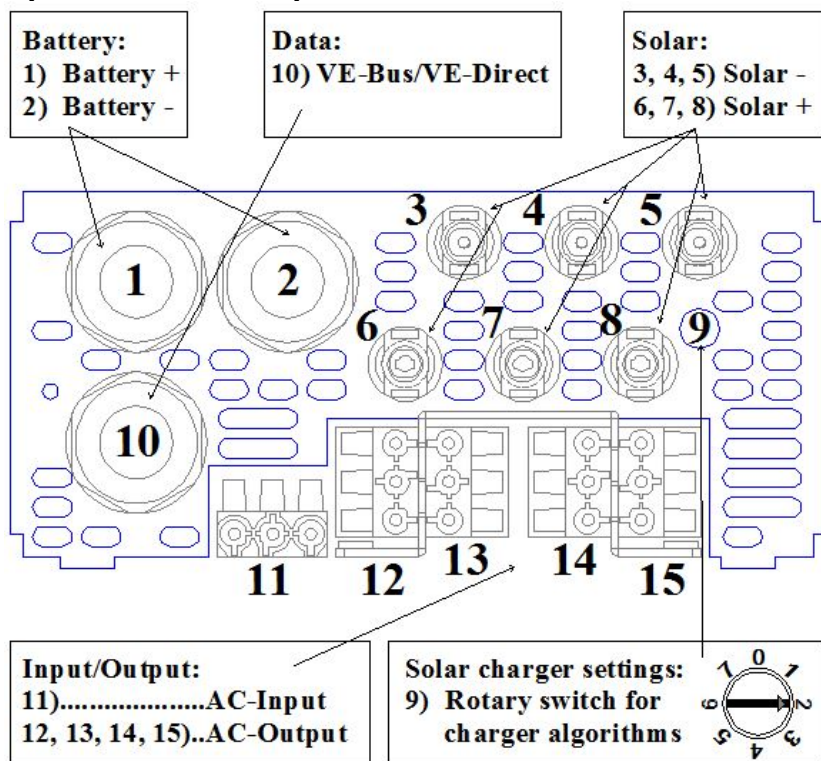 Battery:
1) Battery +
2) Battery -
Data:
10) VE-Bus/VE-Direct
Solar:
3, 4, 5) Solar -
6, 7, 8) Solar +
3
4
5
1
2
6
7
8
9
10
11
12
13
14
15
Input/Output:
11)....................AC-Input
12, 13, 14, 15)..AC-Output
Solar charger settings:
9) Rotary switch for
charger algorithms
0
1
2
3
4
5
6
7